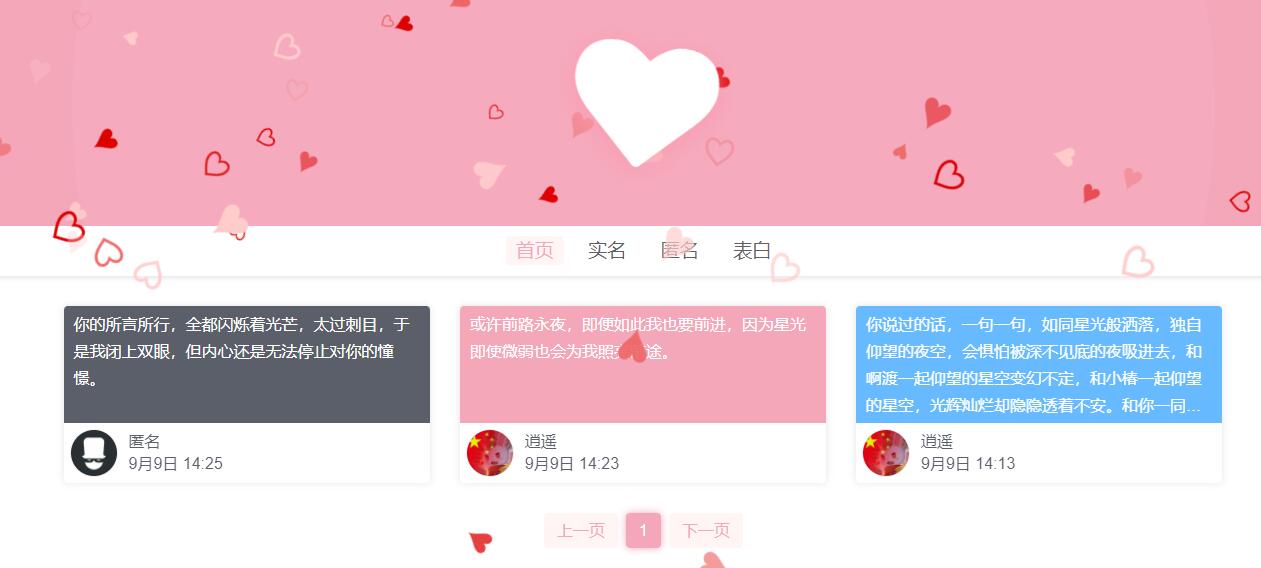 首页 实名 匿名 表白
你的所言所行，全都闪烁着光芒，太过刺目，于
是我闭上双眼，但内心还是无法停止对你的憧
憬。
匿名
9月9日 14:25
或许前路永夜，即便如此我也要前进，因为星光
即使微弱也会为我照 途。
逍遥
9月9日 14:23
你说过的话，一句一句，如同星光般洒落，独自
仰望的夜空，会惧怕被深不见底的夜吸进去，和
啊渡一起仰望的星空变幻不定，和小椿一起仰望
的星空，光辉灿烂却隐隐透着不安。和你一同...
逍遥
9月9日 14:13
上一页 1 下一页